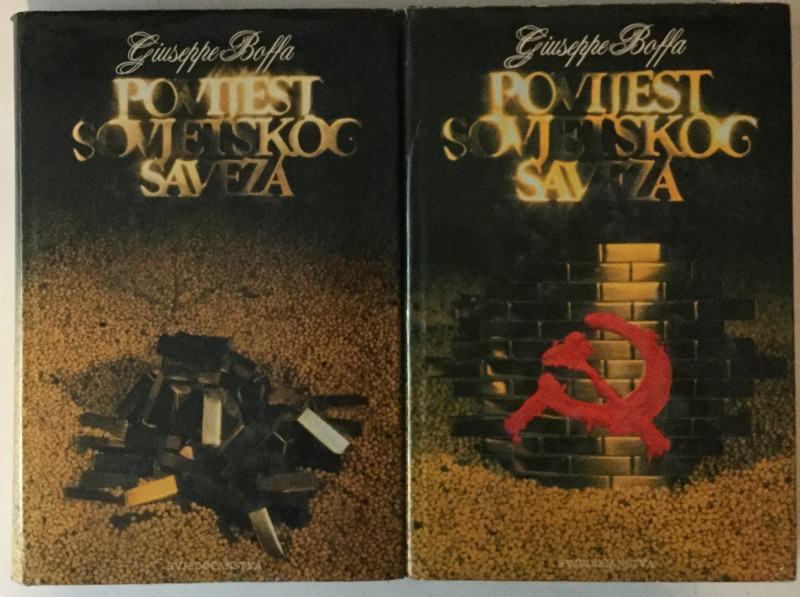 Giuseppe Boffa
POVIJEST
SOVJETSKOG
SAVEZA
SVJEDOČANSTVA
Giuseppe Boffa
POVIJEST
SOVJETSKOG
SAVEZA
SVJEDOČANSTVA